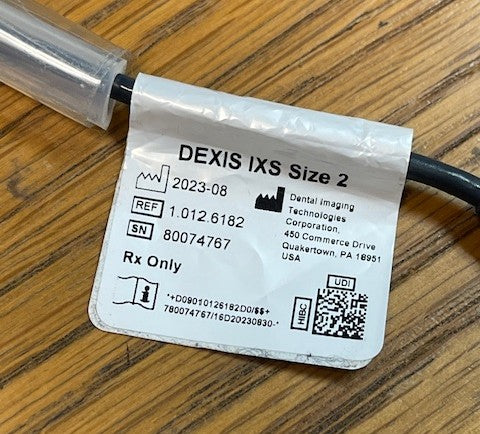 DEXIS IXS Size 2
2023-08
REF 1.012.6182
SN 80074767
Rx Only
Dental Imaging
Technologies
Corporation,
450 Commerce Drive
Quakertown, PA 18951
USA
*+D09010126182D0/$$+
780074767/16D20230830-*
HIBC
UDI